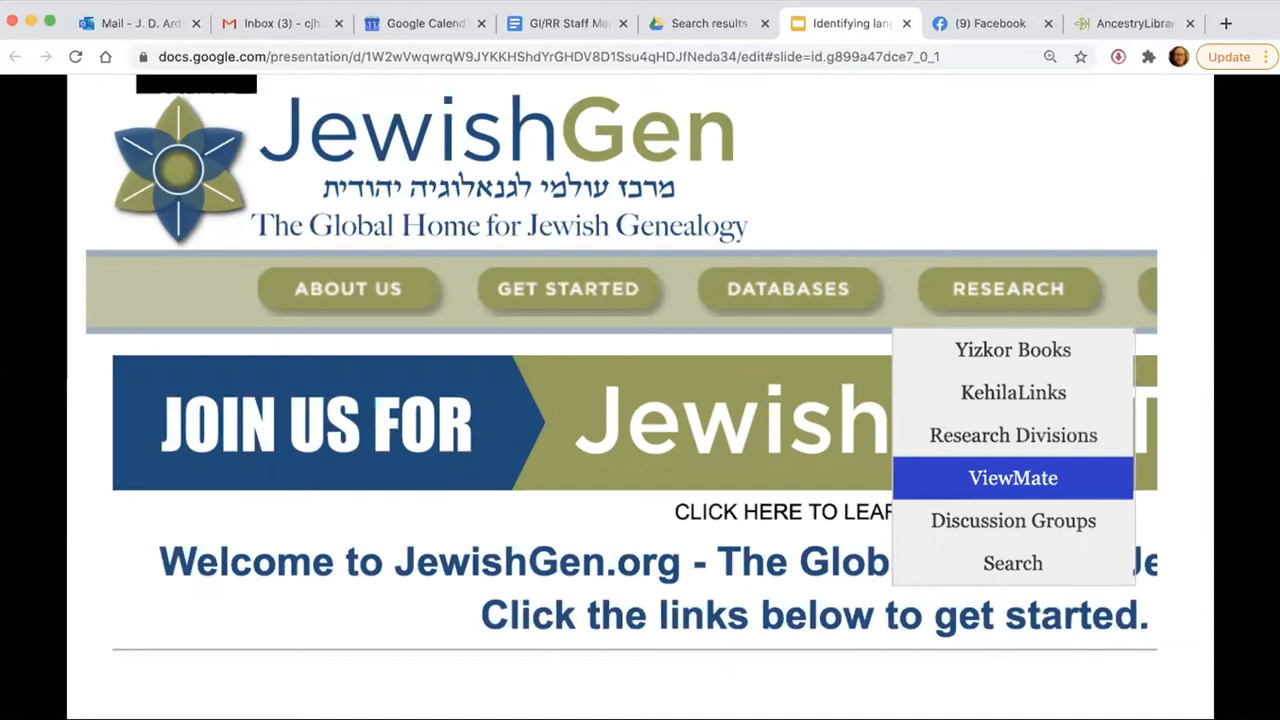 Mail - J. D. Ard
Inbox (3) - cjh.
Google Calend
GI/RR Staff Ma
Search results
Identifying lang
(9) Facebook
AncestryLibrar
docs.google.com/presentation/d/1W2wVwqwrqW9JYKKHShdYrGHDV8D1Ssu4qHDJfNeda34/edit#slide=id.g899a47dce7_0_1
Update
JewishGen
מרכז עולמי לגנאלוגיה יהודית
The Global Home for Jewish Genealogy
ABOUT US
GET STARTED
DATABASES
RESEARCH
Yizkor Books
KehilaLinks
Research Divisions
ViewMate
Discussion Groups
Search
JOIN US FOR
Jewish
CLICK HERE TO LEAR
Welcome to JewishGen.org - The Glob
Click the links below to get started.